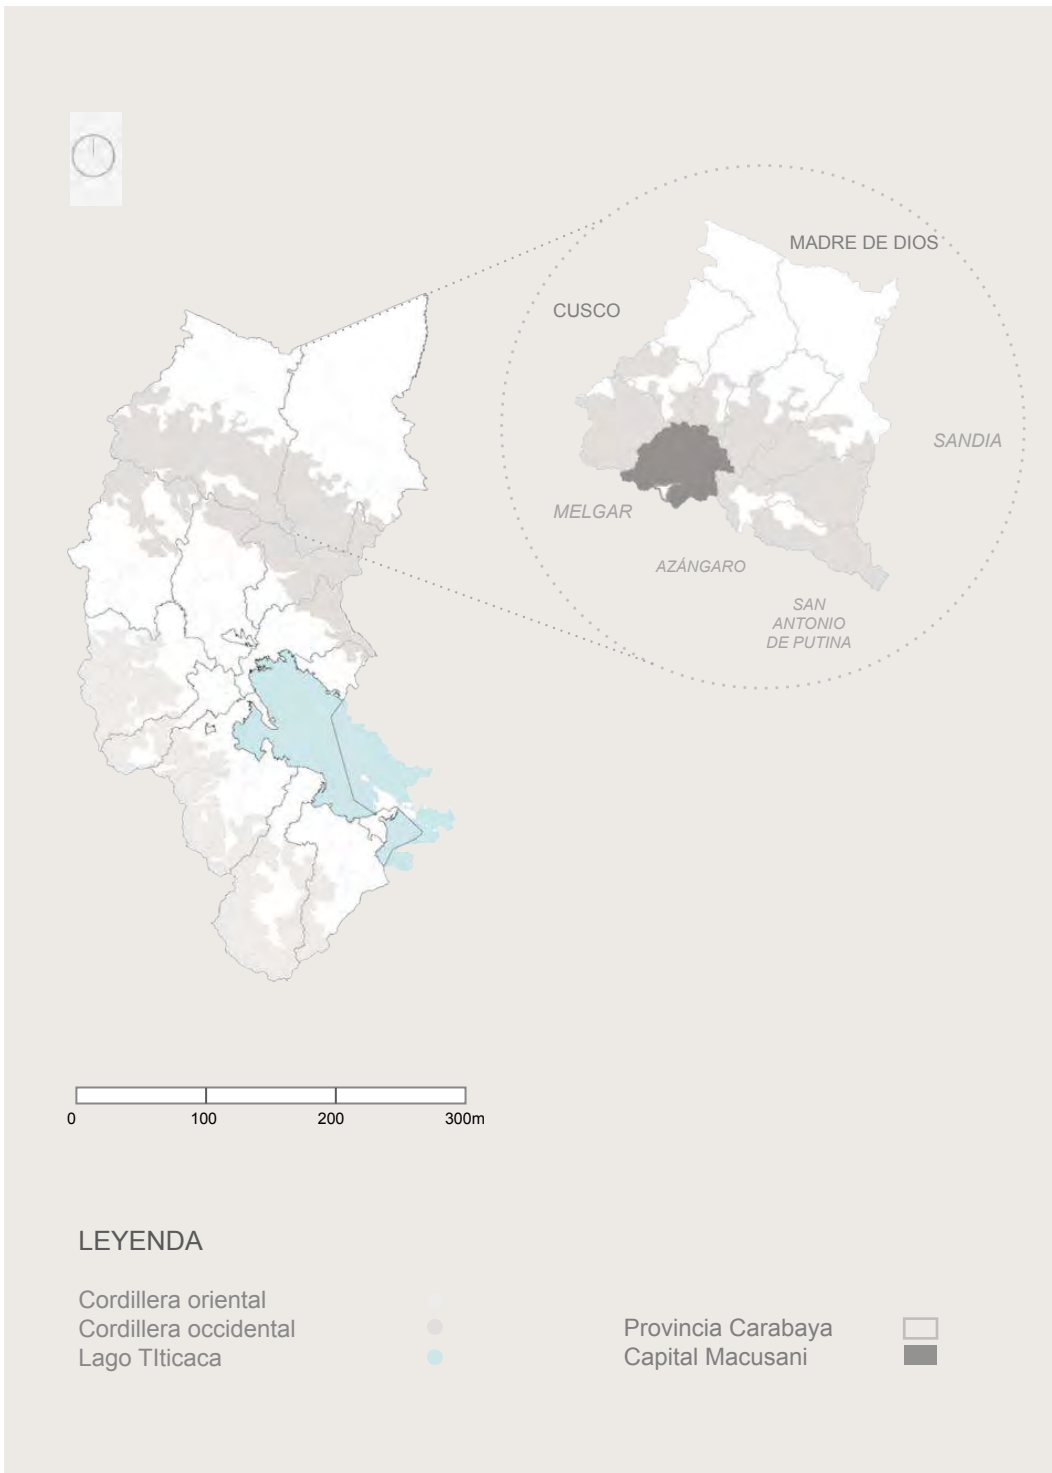 MADRE DE DIOS
CUSCO
SANDIA
MELGAR
AZÁNGARO
SAN
ANTONIO
DE PUTINA
0 100 200 300m
LEYENDA
Cordillera oriental
Cordillera occidental
Lago TIticaca
Provincia Carabaya
Capital Macusani